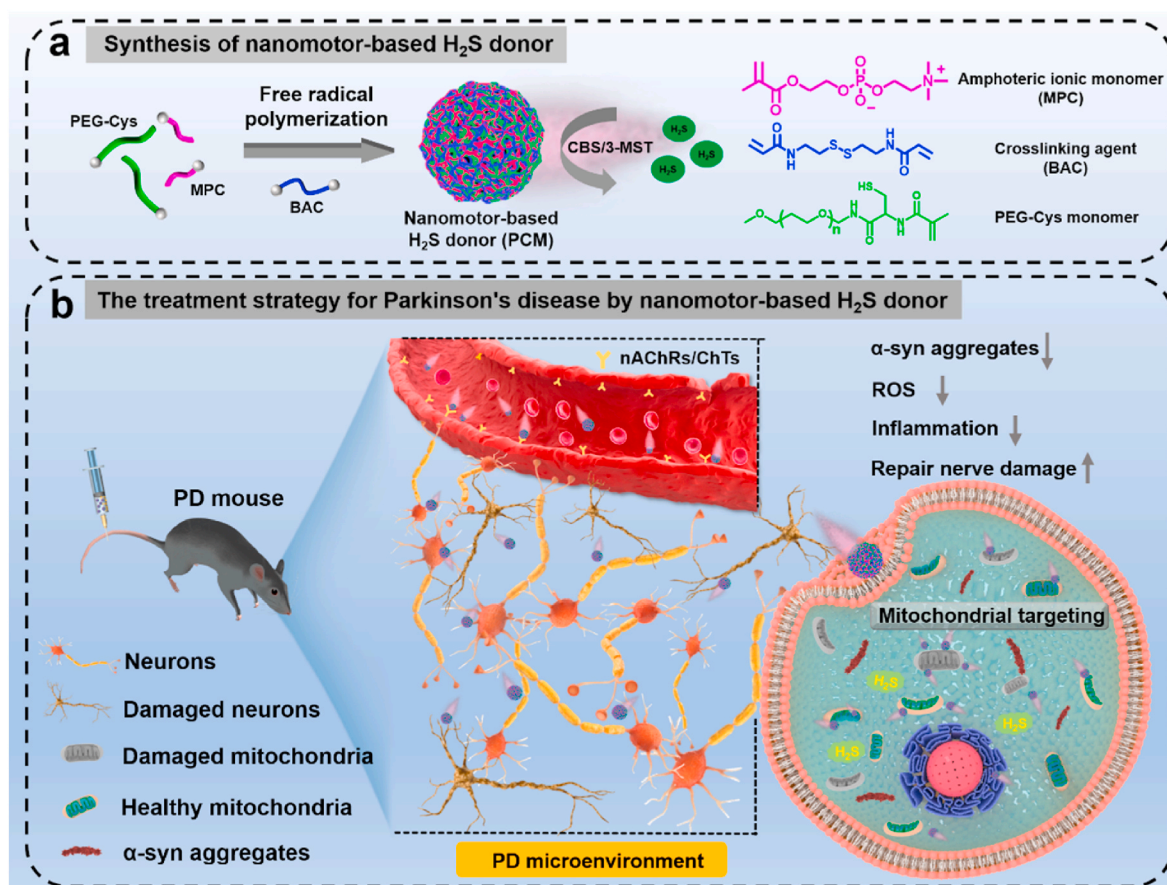 a Synthesis of nanomotor-based H₂S donor
PEG-Cys
MPC
Free radical
polymerization
BAC
Nanomotor-based
H₂S donor (PCM)
CBS/3-MST
H₂S
H₂S
H₂S
O
O
O
P
O
O
O
N
+
Amphoteric ionic monomer
(MPC)
O
N
H
S
S
H
N
O
Crosslinking agent
(BAC)
HS
O
O
n
H
N
O
N
H
O
PEG-Cys monomer
b The treatment strategy for Parkinson's disease by nanomotor-based H₂S donor
nAChRs/ChTs
α-syn aggregates
ROS
Inflammation
Repair nerve damage
PD mouse
Mitochondrial targeting
H₂S
H₂S
H₂S
Neurons
Damaged neurons
Damaged mitochondria
Healthy mitochondria
α-syn aggregates
PD microenvironment